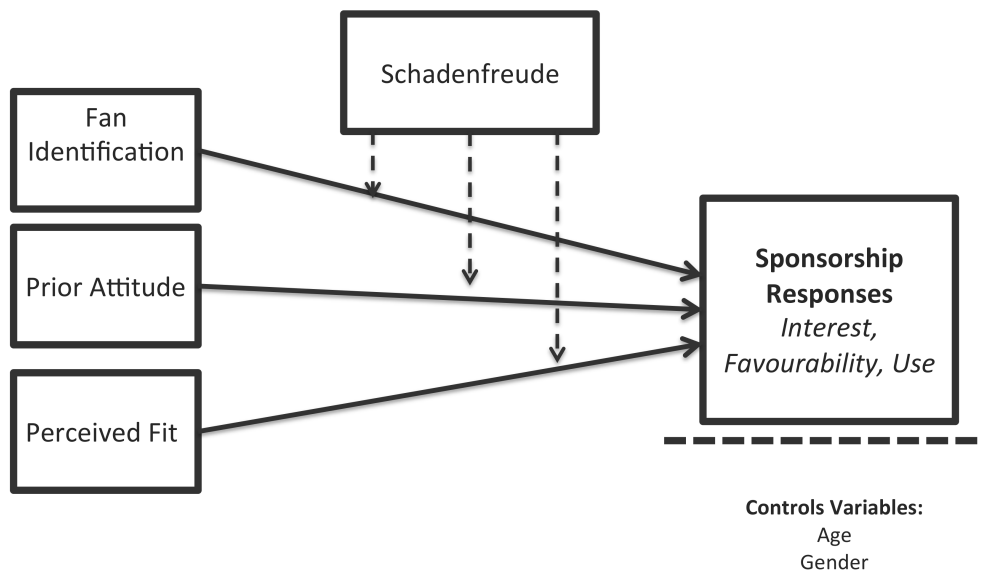 Schadenfreude
Fan
Identification
Prior Attitude
Perceived Fit
Sponsorship
Responses
Interest,
Favourability, Use
Controls Variables:
Age
Gender